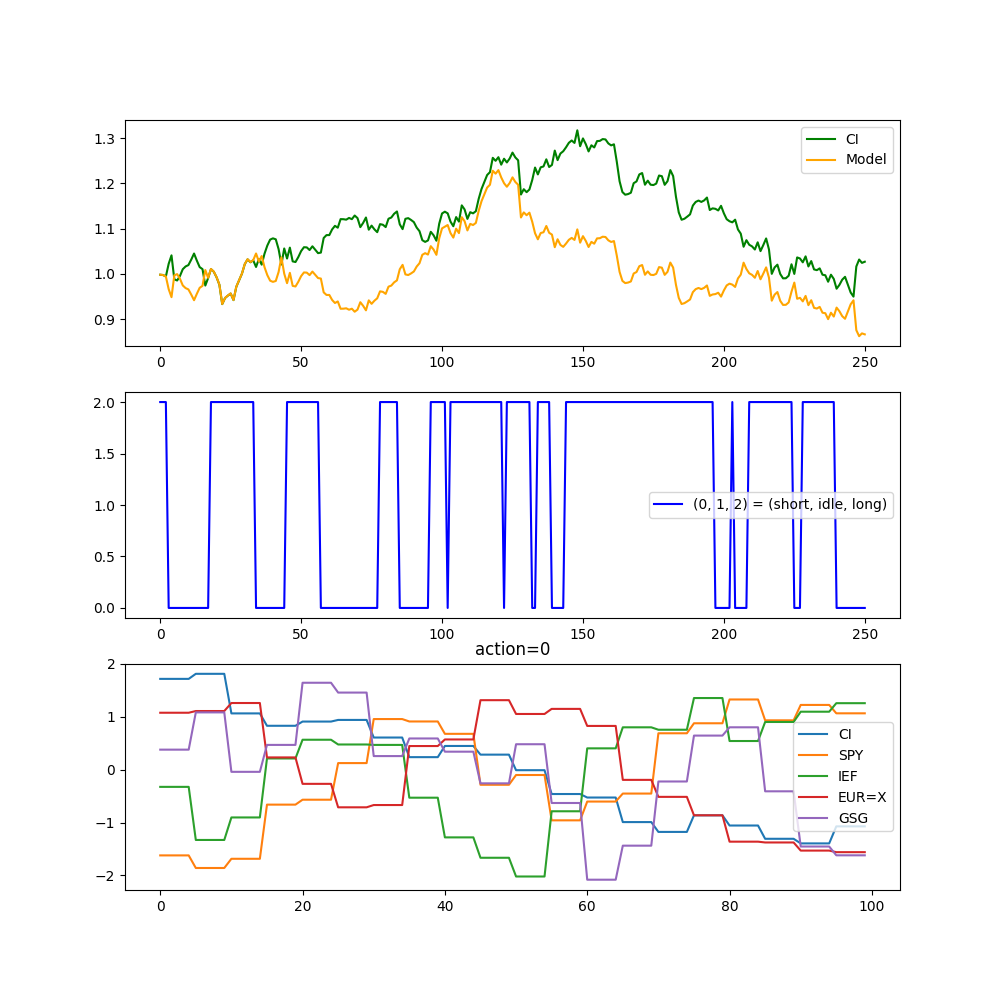 1.3
1.2
1.1
1.0
0.9
CI
Model
0 50 100 150 200 250
2.0
1.5
1.0
0.5
0.0
(0, 1, 2) = (short, idle, long)
0 50 100 150 200 250
action=0
2
1
0
−1
−2
CI
SPY
IEF
EUR=X
GSG
0 20 40 60 80 100